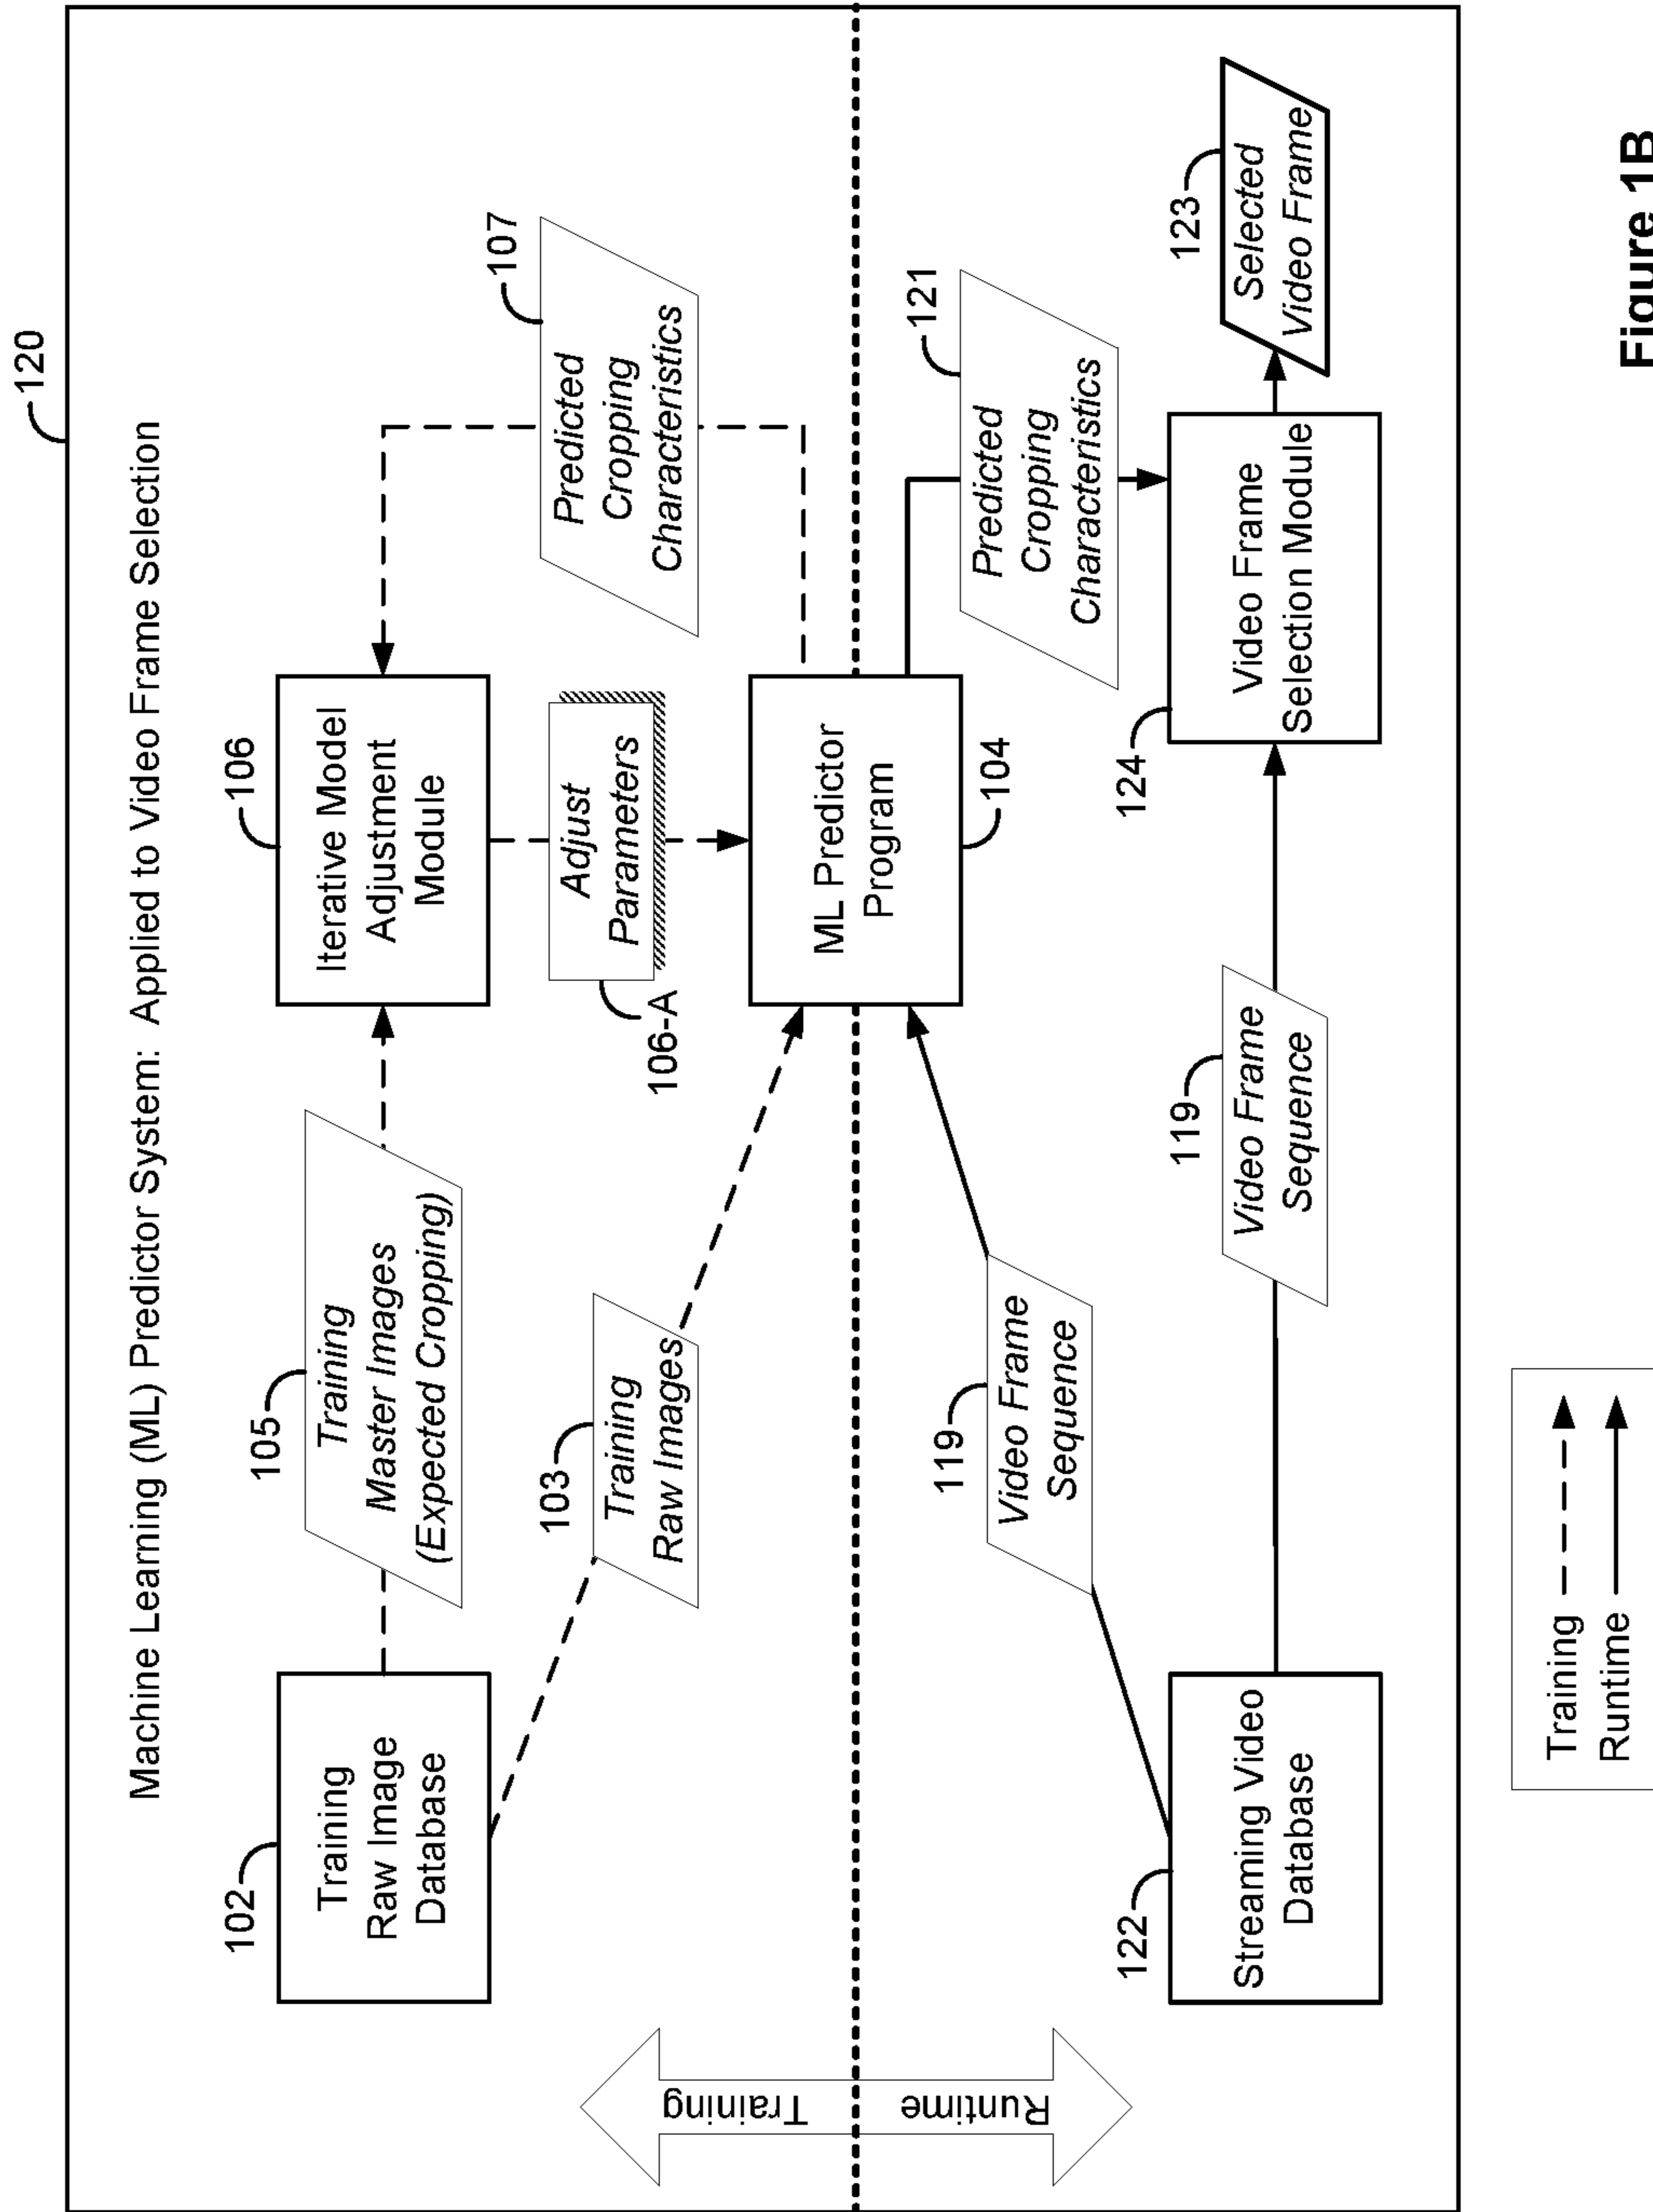 120
Machine Learning (ML) Predictor System: Applied to Video Frame Selection
102
Training
Raw Image
Database
105
Training
Master Images
(Expected Cropping)
106
Iterative Model
Adjustment
Module
103
Training
Raw Images
106-A
Adjust
Parameters
107
Predicted
Cropping
Characteristics
Training
Runtime
ML Predictor
Program
104
119
Video Frame
Sequence
121
Predicted
Cropping
Characteristics
122
Streaming Video
Database
119
Video Frame
Sequence
124
Video Frame
Selection Module
123
Selected
Video Frame
Training
Runtime
Figure 1B